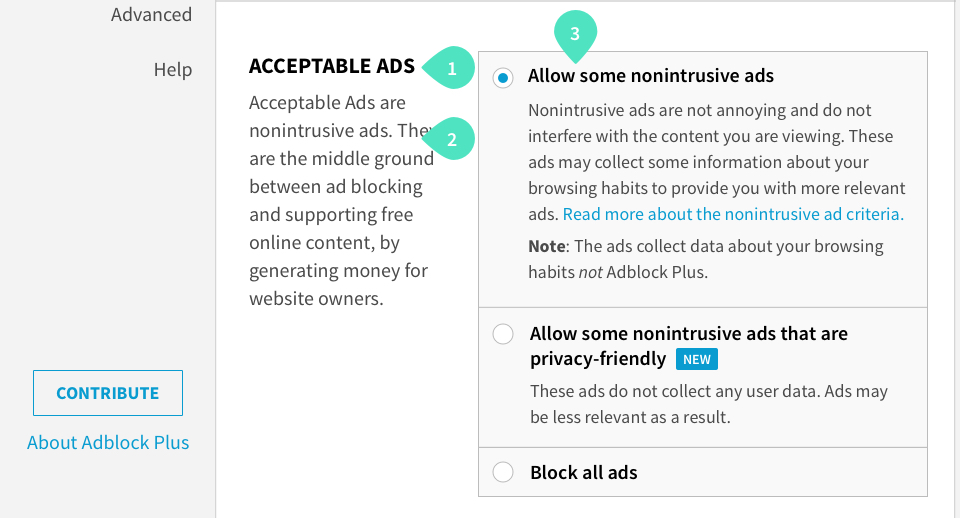 Advanced
Help
CONTRIBUTE
About Adblock Plus
ACCEPTABLE ADS
1
Acceptable Ads are
nonintrusive ads. They
2
are the middle ground
between ad blocking
and supporting free
online content, by
generating money for
website owners.
3
Allow some nonintrusive ads
Nonintrusive ads are not annoying and do not
interfere with the content you are viewing. These
ads may collect some information about your
browsing habits to provide you with more relevant
ads. Read more about the nonintrusive ad criteria.
Note: The ads collect data about your browsing
habits not Adblock Plus.
Allow some nonintrusive ads that are
privacy-friendly NEW
These ads do not collect any user data. Ads may
be less relevant as a result.
Block all ads